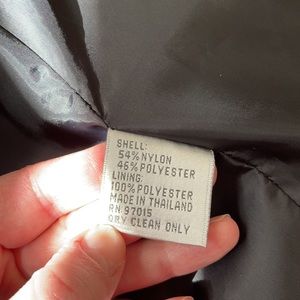 SHELL:
54% NYLON
46% POLYESTER
LINING:
100% POLYESTER
MADE IN THAILAND
RN 97015
DRY CLEAN ONLY